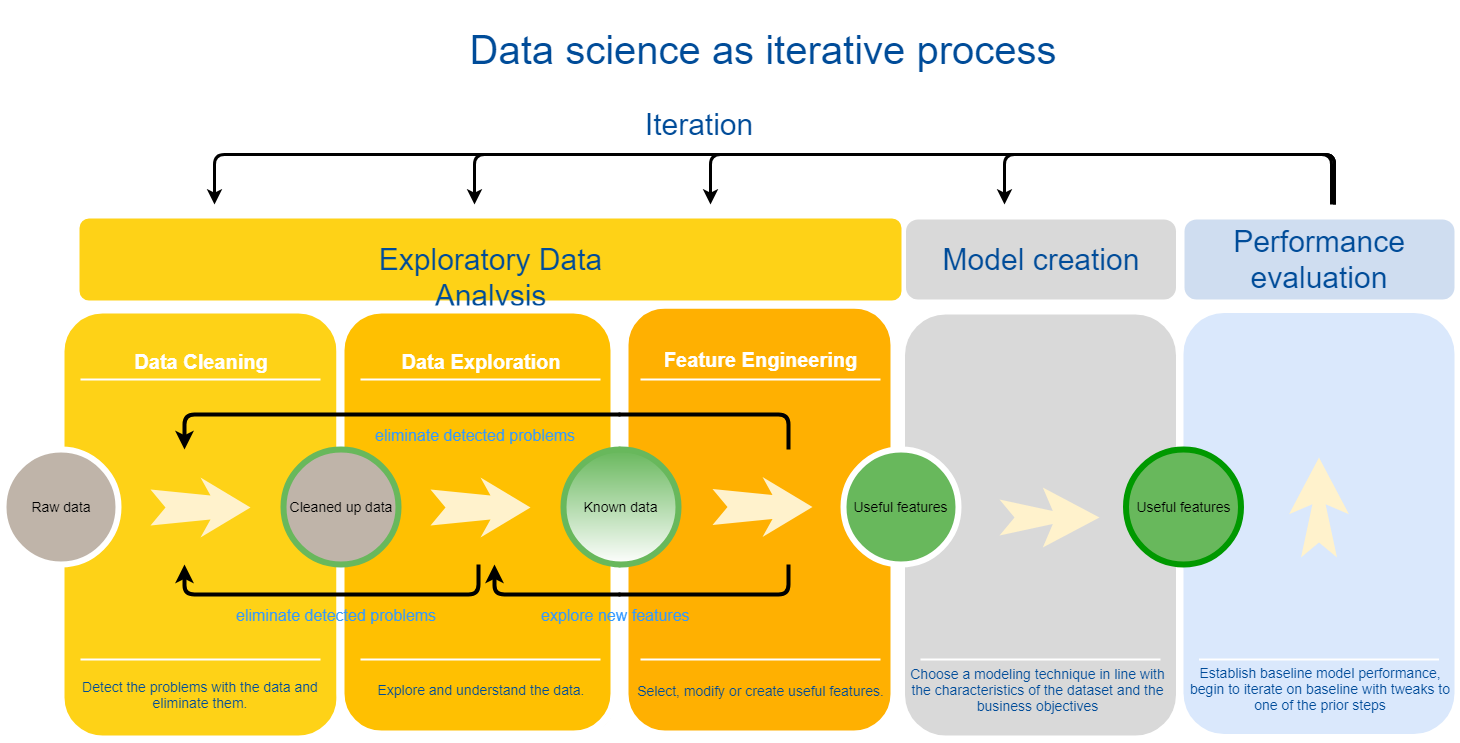 Data science as iterative process
Iteration
Exploratory Data
Analysis
Model creation
Performance
evaluation
Data Cleaning
Data Exploration
Feature Engineering
eliminate detected problems
Raw data
Cleaned up data
Known data
Useful features
Useful features
eliminate detected problems
explore new features
Detect the problems with the data and
eliminate them.
Explore and understand the data.
Select, modify or create useful features.
Choose a modeling technique in line with
the characteristics of the dataset and the
business objectives
Establish baseline model performance,
begin to iterate on baseline with tweaks to
one of the prior steps